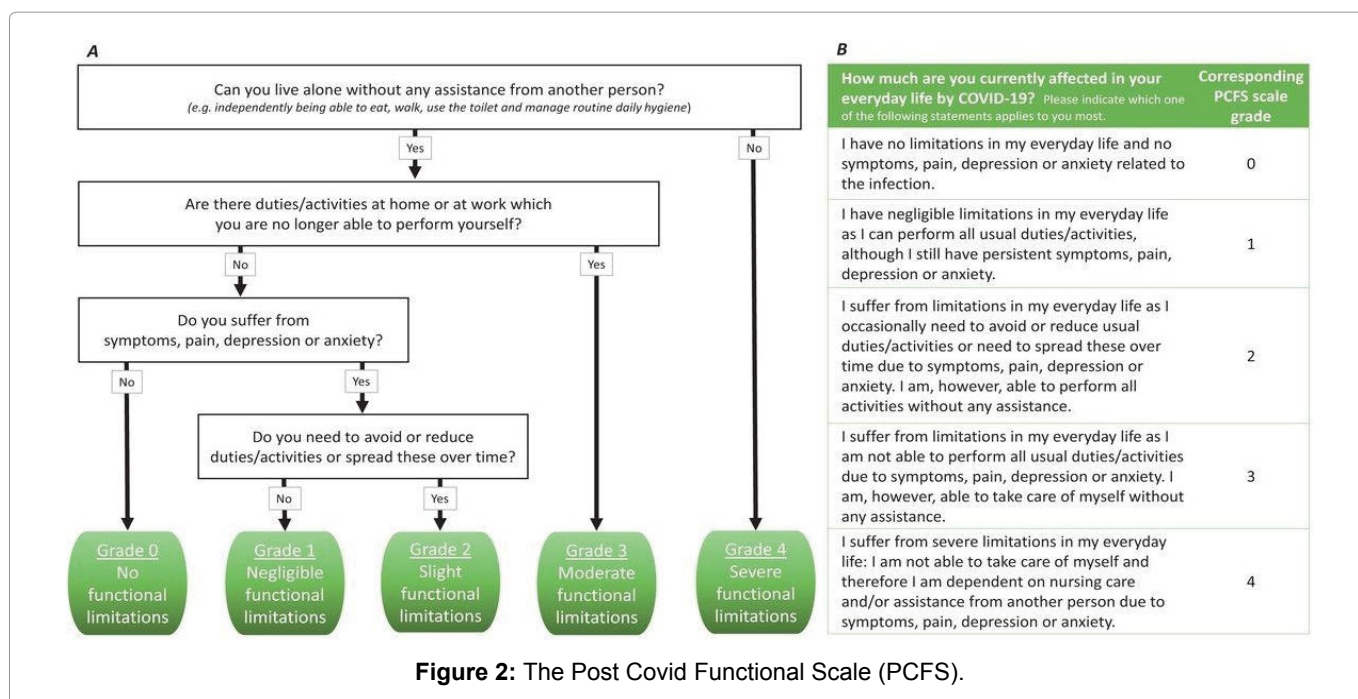 A
Can you live alone without any assistance from another person?
(e.g. independently being able to eat, walk, use the toilet and manage routine daily hygiene)
Yes
No
Are there duties/activities at home or at work which
you are no longer able to perform yourself?
No
Yes
Do you suffer from
symptoms, pain, depression or anxiety?
No
Yes
Do you need to avoid or reduce
duties/activities or spread these over time?
No
Yes
Grade 0
No
functional
limitations
Grade 1
Negligible
functional
limitations
Grade 2
Slight
functional
limitations
Grade 3
Moderate
functional
limitations
Grade 4
Severe
functional
limitations
B
How much are you currently affected in your
everyday life by COVID-19? Please indicate which one
of the following statements applies to you most.
Corresponding
PCFS scale
grade
I have no limitations in my everyday life and no
symptoms, pain, depression or anxiety related to
the infection.
0
I have negligible limitations in my everyday life
as I can perform all usual duties/activities,
although I still have persistent symptoms, pain,
depression or anxiety.
1
I suffer from limitations in my everyday life as I
occasionally need to avoid or reduce usual
duties/activities or need to spread these over
time due to symptoms, pain, depression or
anxiety. I am, however, able to perform all
activities without any assistance.
2
I suffer from limitations in my everyday life as I
am not able to perform all usual duties/activities
due to symptoms, pain, depression or anxiety. I
am, however, able to take care of myself without
any assistance.
3
I suffer from severe limitations in my everyday
life: I am not able to take care of myself and
therefore I am dependent on nursing care
and/or assistance from another person due to
symptoms, pain, depression or anxiety.
4
Figure 2: The Post Covid Functional Scale (PCFS).